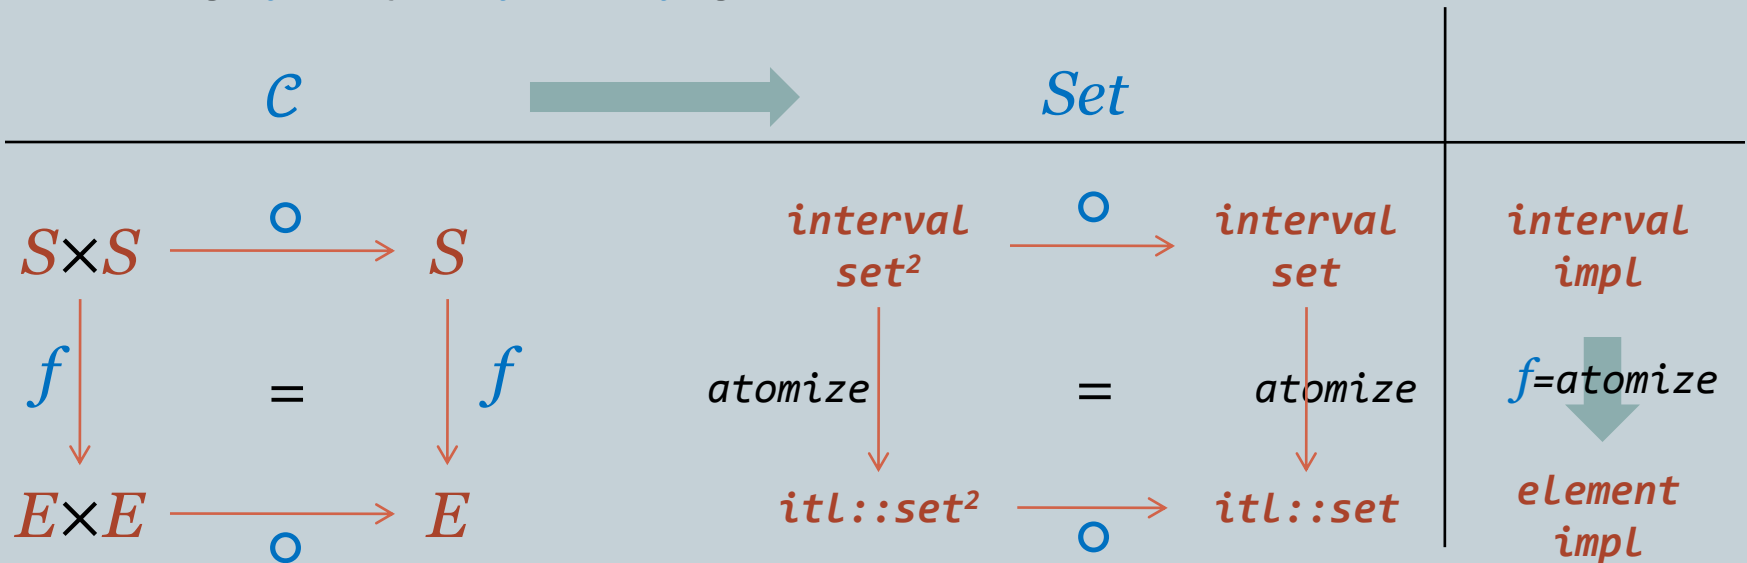 𝒞 Set
∘ ∘
S×S S interval set² interval set interval impl
f = f atomize = atomize f=atomize
E×E E itl::set² itl::set element impl
∘ ∘